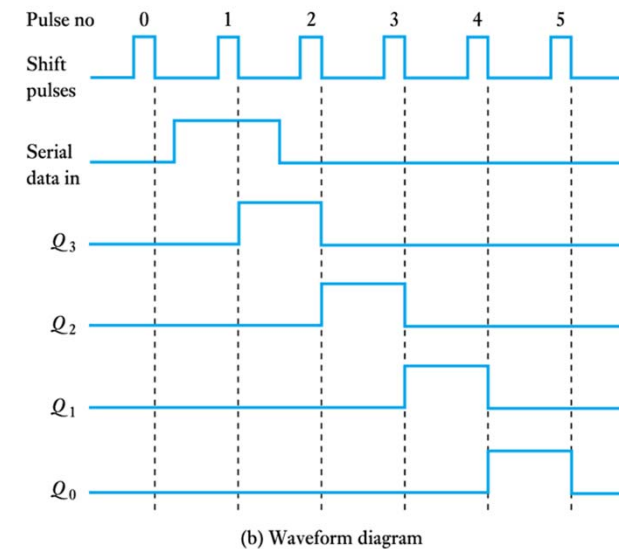 Pulse no 0 1 2 3 4 5
Shift
pulses
Serial
data in
Q3
Q2
Q1
Q0
(b) Waveform diagram